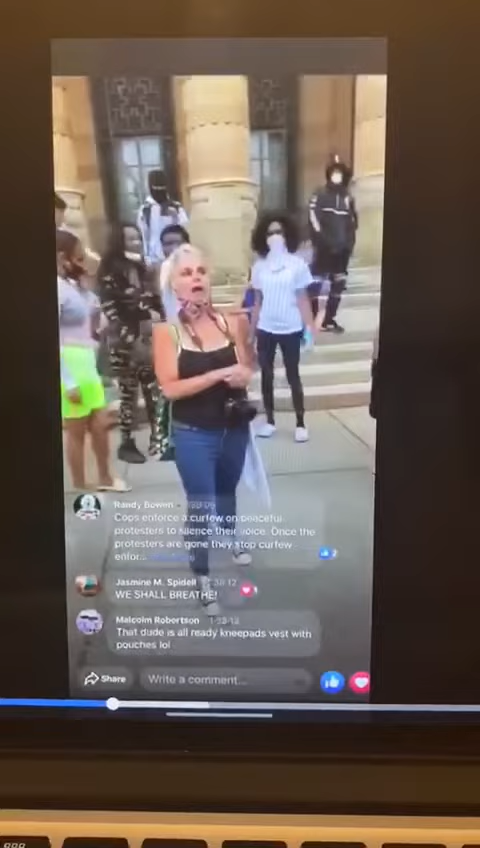 Randy Bowen
Cops enforce a curfew on peaceful
protesters to silence their voice. Once the
protesters are gone they stop curfew
enfor...
2
Jasmine M. Spidell
WE SHALL BREATHE!
Malcolm Robertson
That dude is all ready kneepads vest with
pouches lol
Share
Write a comment...